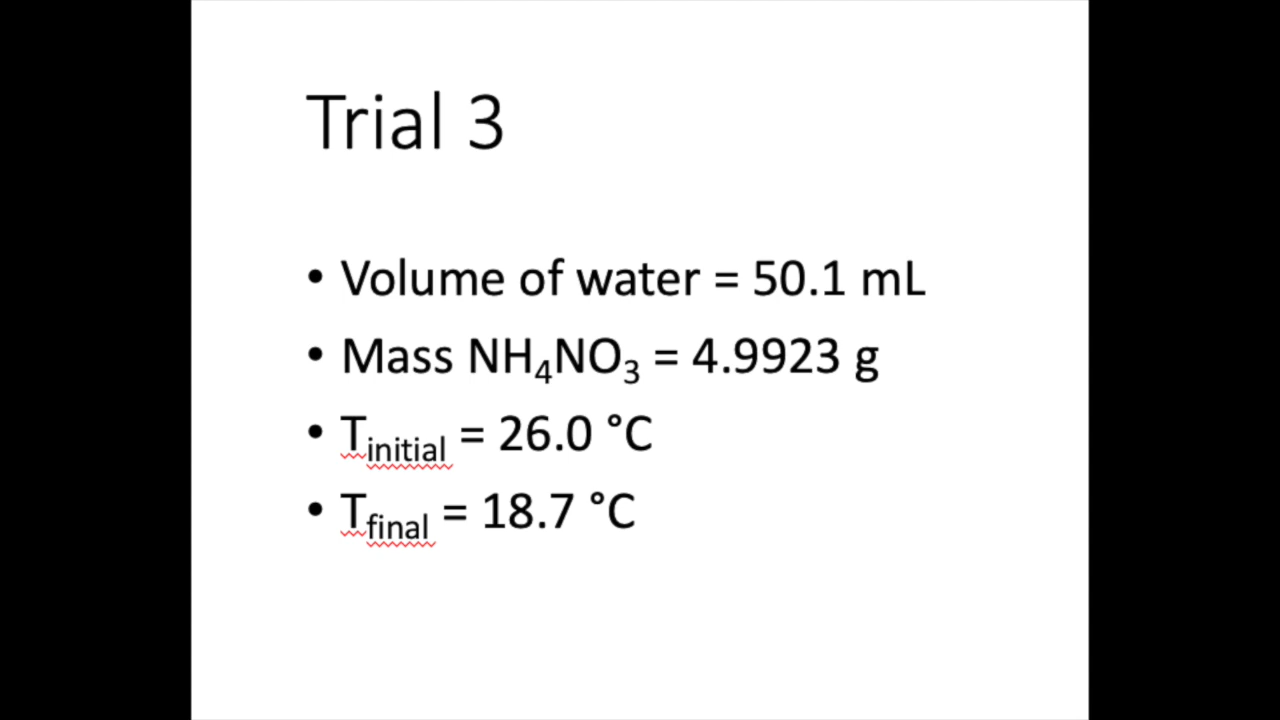 Trial 3
• Volume of water = 50.1 mL
• Mass NH₄NO₃ = 4.9923 g
• Tinitial = 26.0 °C
• Tfinal = 18.7 °C